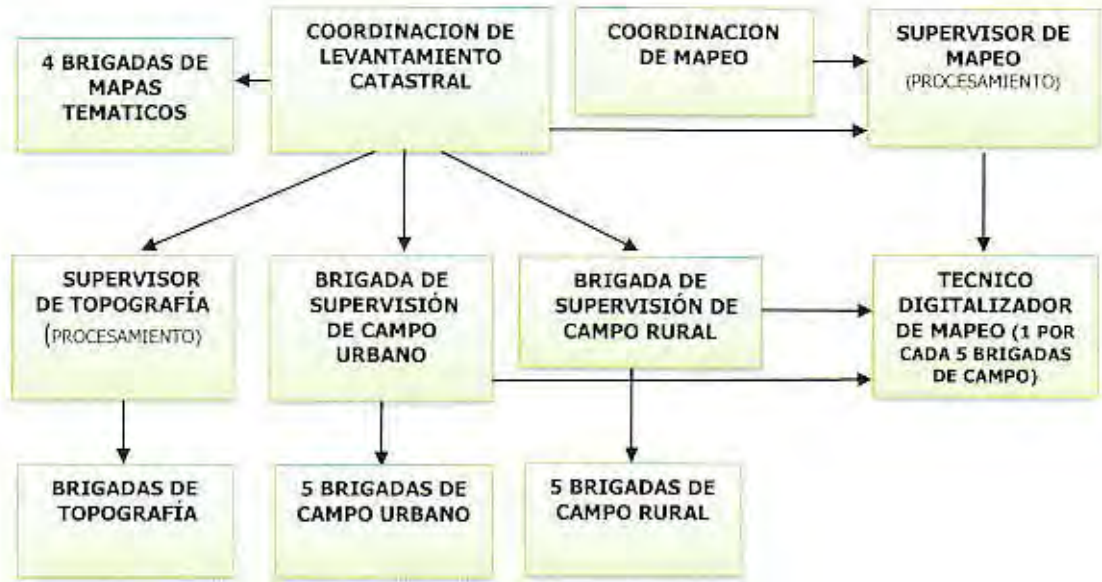 4 BRIGADAS DE
MAPAS
TEMATICOS
COORDINACION DE
LEVANTAMIENTO
CATASTRAL
COORDINACION
DE MAPEO
SUPERVISOR DE
MAPEO
(PROCESAMIENTO)
SUPERVISOR
DE TOPOGRAFÍA
(PROCESAMIENTO)
BRIGADA DE
SUPERVISIÓN
DE CAMPO
URBANO
BRIGADA DE
SUPERVISIÓN DE
CAMPO RURAL
TECNICO
DIGITALIZADOR
DE MAPEO (1 POR
CADA 5 BRIGADAS
DE CAMPO)
BRIGADAS DE
TOPOGRAFÍA
5 BRIGADAS DE
CAMPO URBANO
5 BRIGADAS DE
CAMPO RURAL